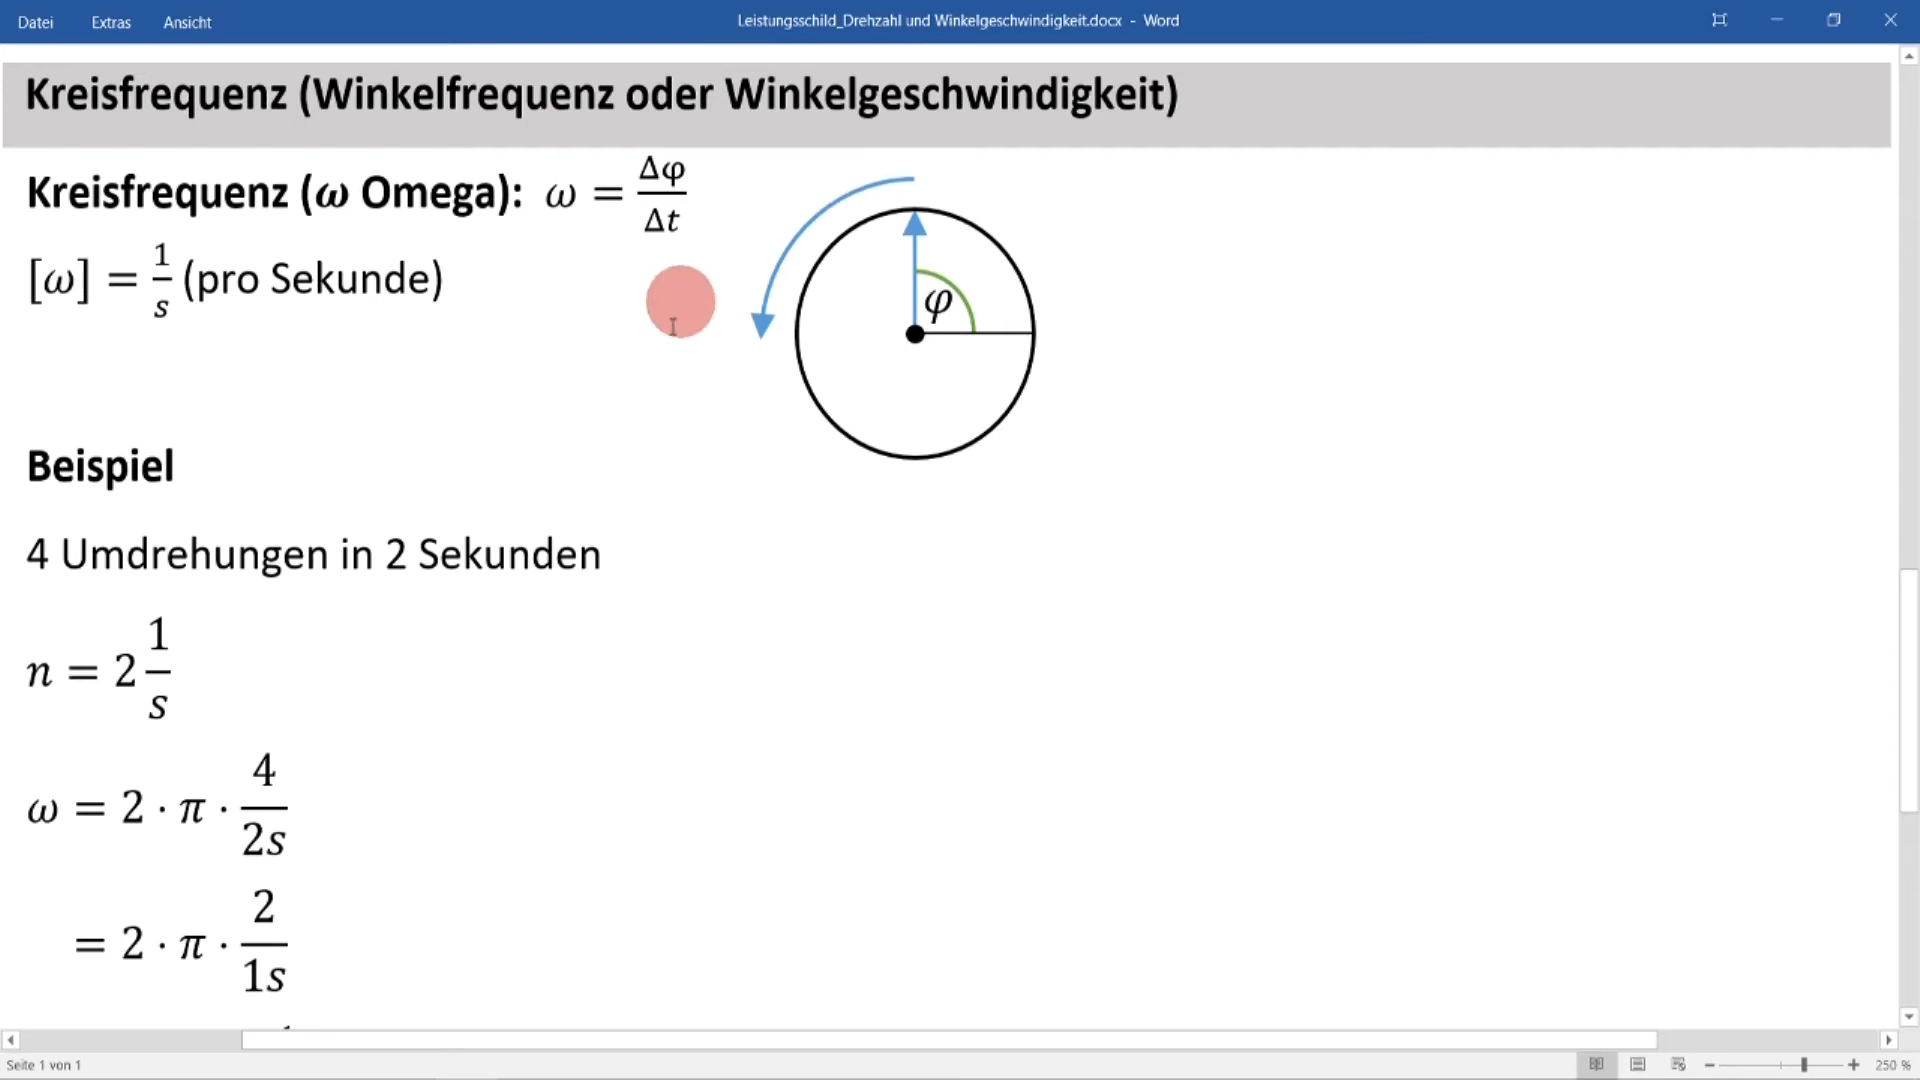 Datei Extras Ansicht Leistungsschild_Drehzahl und Winkelgeschwindigkeit.docx - Word
Kreisfrequenz (Winkelfrequenz oder Winkelgeschwindigkeit)
Kreisfrequenz (ω Omega): ω = Δφ/Δt
[ω] = 1/s (pro Sekunde)
φ
Beispiel
4 Umdrehungen in 2 Sekunden
n = 2 1/s
ω = 2 · π · 4/2s
= 2 · π · 2/1s
Seite 1 von 1 250 %